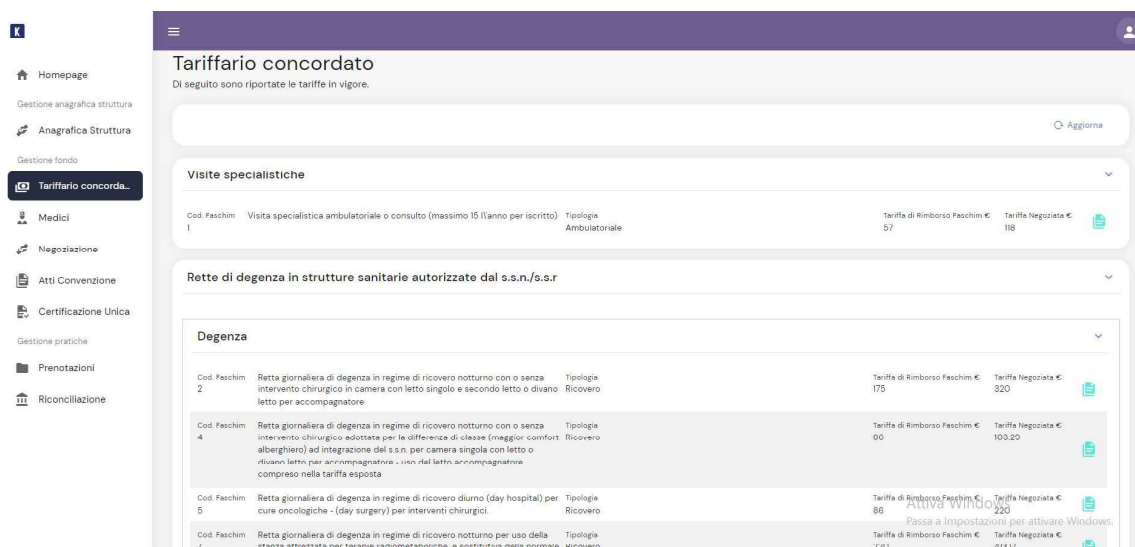 K
Tariffario concordato
Di seguito sono riportate le tariffe in vigore.
Homepage
Gestione anagrafica struttura
Anagrafica Struttura
Gestione fondo
Tariffario concorda...
Medici
Negoziazione
Atti Convenzione
Certificazione Unica
Gestione pratiche
Prenotazioni
Riconciliazione
Aggiorna
Visite specialistiche
Cod. Faschim Visita specialistica ambulatoriale o consulto (massimo 15 l\'anno per iscritto) Tipologia Tariffa di Rimborso Faschim € Tariffa Negoziata €
1 Ambulatoriale 57 118
Rette di degenza in strutture sanitarie autorizzate dal s.s.n./s.s.r
Degenza
Cod. Faschim Retta giornaliera di degenza in regime di ricovero notturno con o senza Tipologia Tariffa di Rimborso Faschim € Tariffa Negoziata €
2 intervento chirurgico in camera con letto singolo e secondo letto o divano Ricovero 175 320
letto per accompagnatore
Cod. Faschim Retta giornaliera di degenza in regime di ricovero notturno con o senza Tipologia Tariffa di Rimborso Faschim € Tariffa Negoziata €
4 intervento chirurgico adottata per la differenza di classe (maggior comfort Ricovero
alberghiero) ad integrazione del s.s.n. per camera singola con letto o
divano letto per accompagnatore - uso del letto accompagnatore
compreso nella tariffa esposta
Cod. Faschim Retta giornaliera di degenza in regime di ricovero diurno (day hospital) per Tipologia Tariffa di Rimborso Faschim € Tariffa Negoziata €
5 cure oncologiche - (day surgery) per interventi chirurgici. Ricovero 86 220
Attiva Windows
Passa a Impostazioni per attivare Windows.
Cod. Faschim Retta giornaliera di degenza in regime di ricovero notturno per uso della Tipologia Tariffa di Rimborso Faschim € Tariffa Negoziata €
7 stanza attrezzata per terapie radiometaboliche, e sostitutiva della normale Ricovero